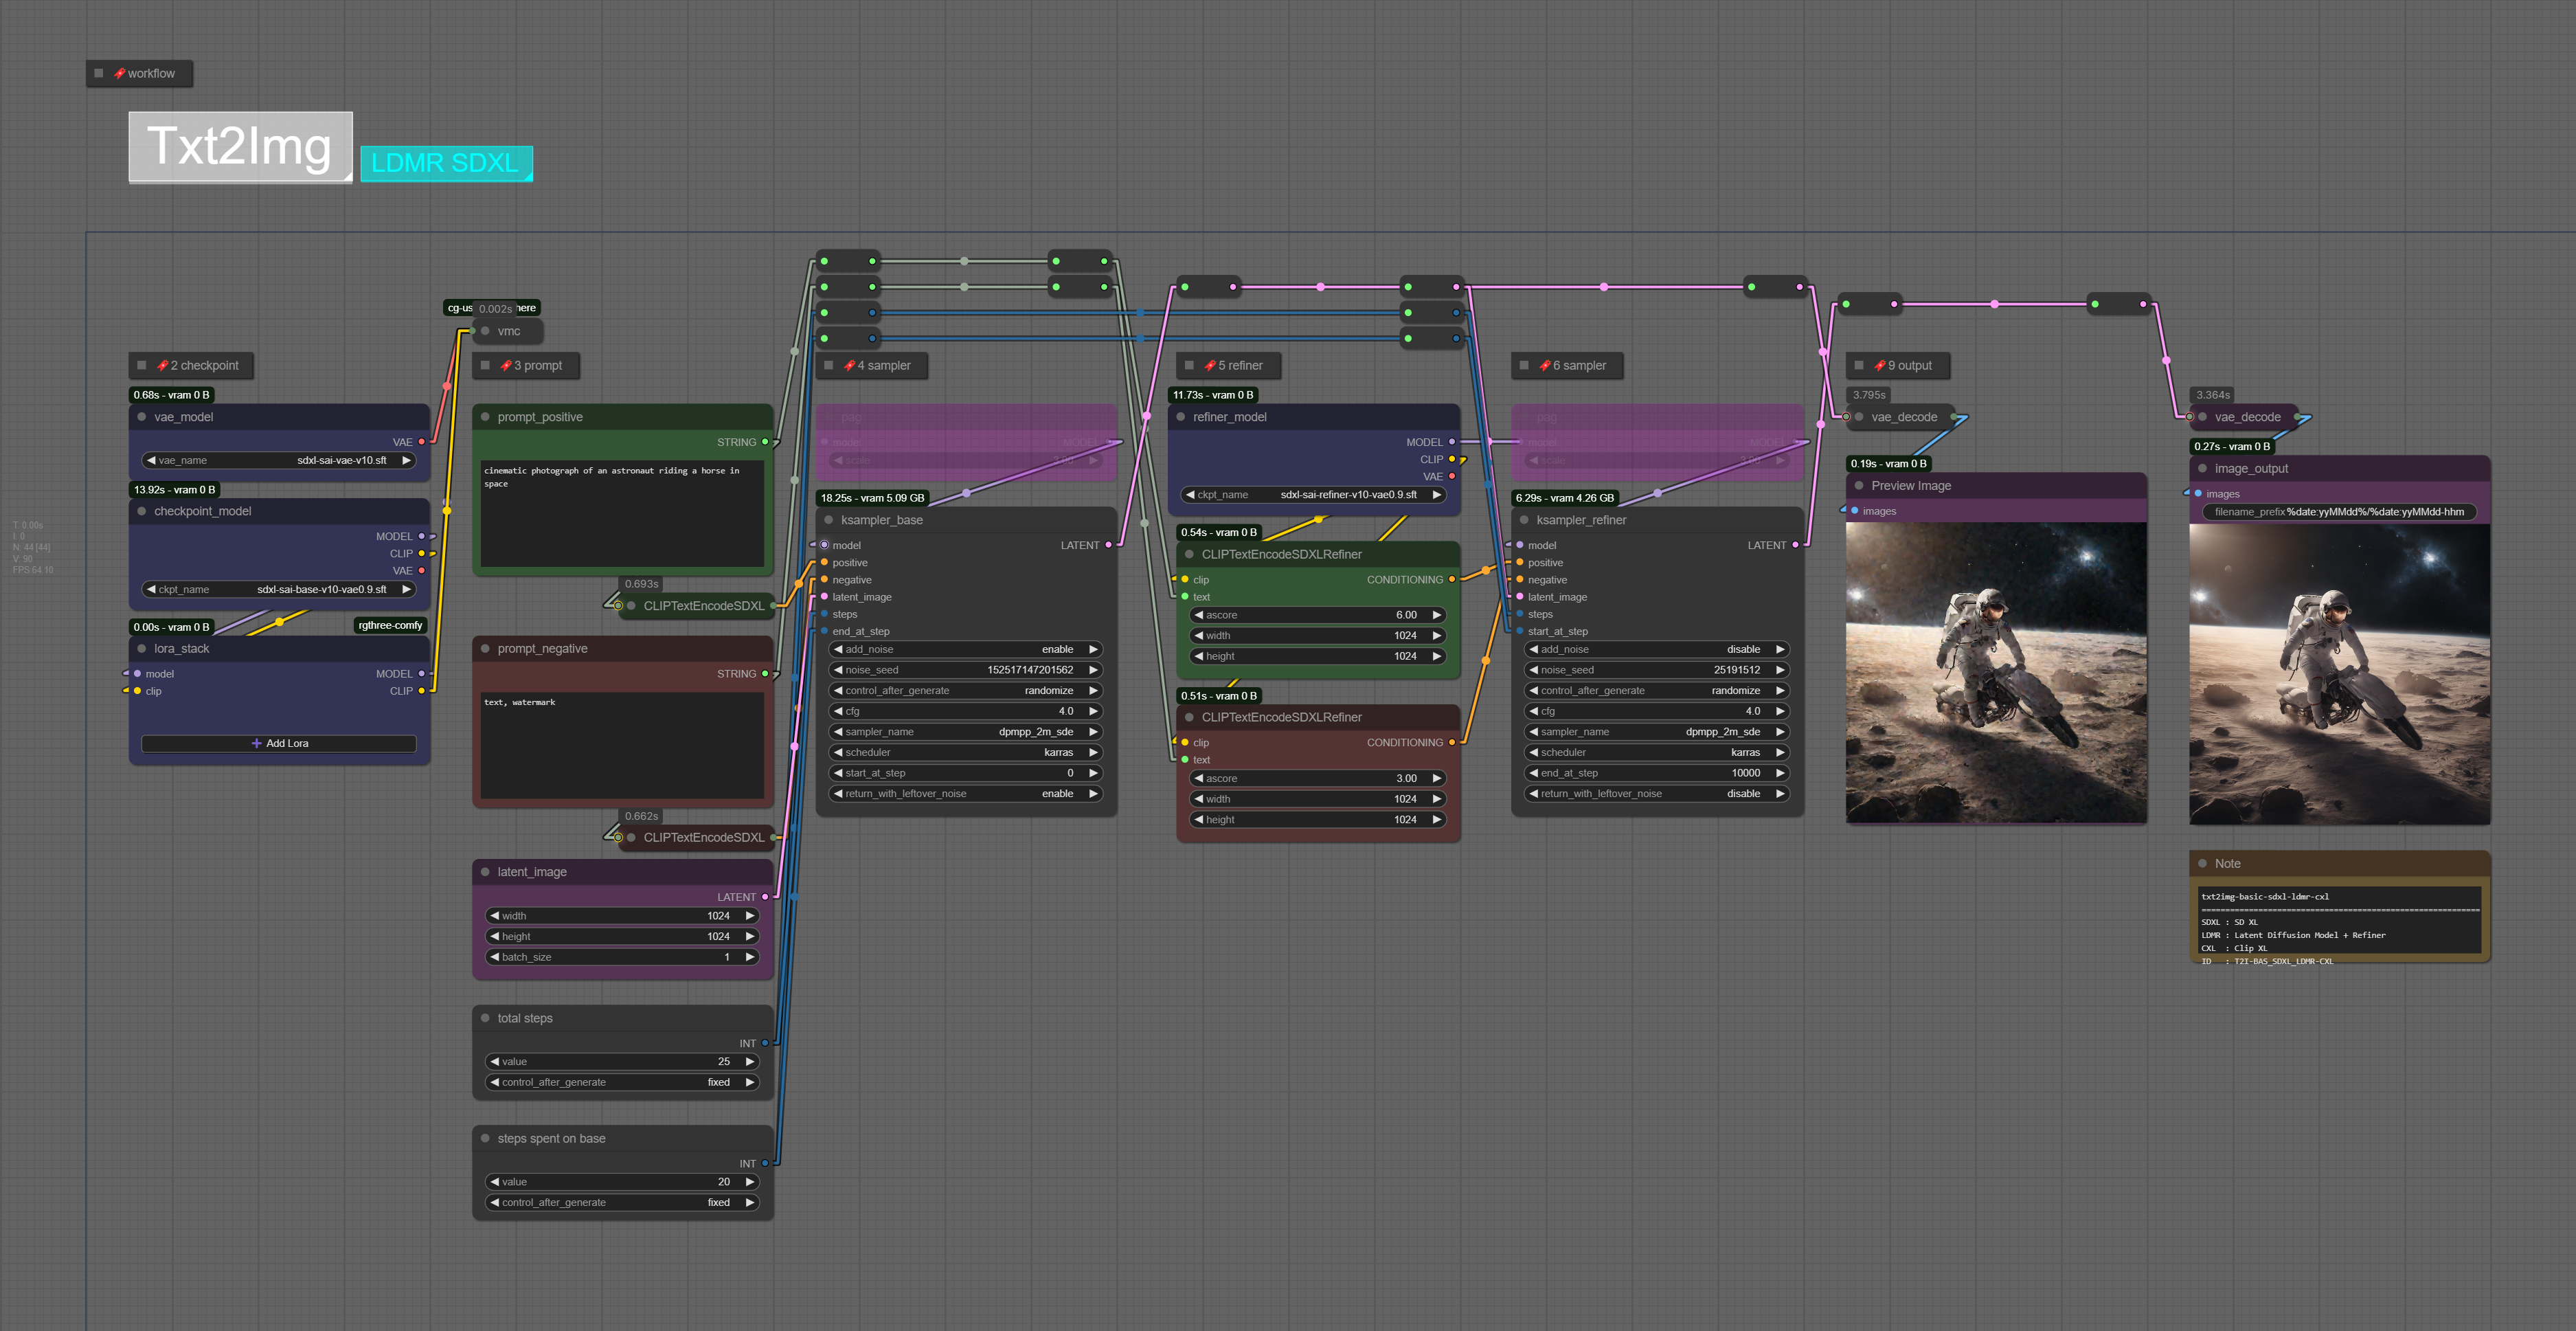 workflow
Txt2Img
LDMR SDXL
cg-us
0.002s
here
vmc
2 checkpoint
3 prompt
4 sampler
5 refiner
6 sampler
9 output
0.68s - vram 0 B
vae_model
VAE
vae_name
sdxl-sai-vae-v10.sft
13.92s - vram 0 B
checkpoint_model
MODEL
CLIP
VAE
ckpt_name
sdxl-sai-base-v10-vae0.9.sft
0.00s - vram 0 B
rgthree-comfy
lora_stack
model
MODEL
clip
CLIP
Add Lora
T: 0.00s
I: 0
N: 44 [44]
V: 90
FPS:64.10
prompt_positive
STRING
cinematic photograph of an astronaut riding a horse in
space
0.693s
CLIPTextEncodeSDXL
prompt_negative
STRING
text, watermark
0.662s
CLIPTextEncodeSDXL
latent_image
LATENT
width 1024
height 1024
batch_size 1
total steps
INT
value 25
control_after_generate fixed
steps spent on base
INT
value 20
control_after_generate fixed
pag
model MODEL
scale 3.00
18.25s - vram 5.09 GB
ksampler_base
model LATENT
positive
negative
latent_image
steps
end_at_step
add_noise enable
noise_seed 152517147201562
control_after_generate randomize
cfg 4.0
sampler_name dpmpp_2m_sde
scheduler karras
start_at_step 0
return_with_leftover_noise enable
11.73s - vram 0 B
refiner_model
MODEL
CLIP
VAE
ckpt_name sdxl-sai-refiner-v10-vae0.9.sft
0.54s - vram 0 B
CLIPTextEncodeSDXLRefiner
clip CONDITIONING
text
ascore 6.00
width 1024
height 1024
0.51s - vram 0 B
CLIPTextEncodeSDXLRefiner
clip CONDITIONING
text
ascore 3.00
width 1024
height 1024
pag
model MODEL
scale 3.00
6.29s - vram 4.26 GB
ksampler_refiner
model LATENT
positive
negative
latent_image
steps
start_at_step
add_noise disable
noise_seed 25191512
control_after_generate randomize
cfg 4.0
sampler_name dpmpp_2m_sde
scheduler karras
end_at_step 10000
return_with_leftover_noise disable
3.795s
vae_decode
0.19s - vram 0 B
Preview Image
images
3.364s
vae_decode
0.27s - vram 0 B
image_output
images
filename_prefix %date:yyMMdd%/%date:yyMMdd-hhm
Note
txt2img-basic-sdxl-ldmr-cxl
============================================================
SDXL : SD XL
LDMR : Latent Diffusion Model + Refiner
CXL : Clip XL
ID : T2I-BAS_SDXL_LDMR-CXL